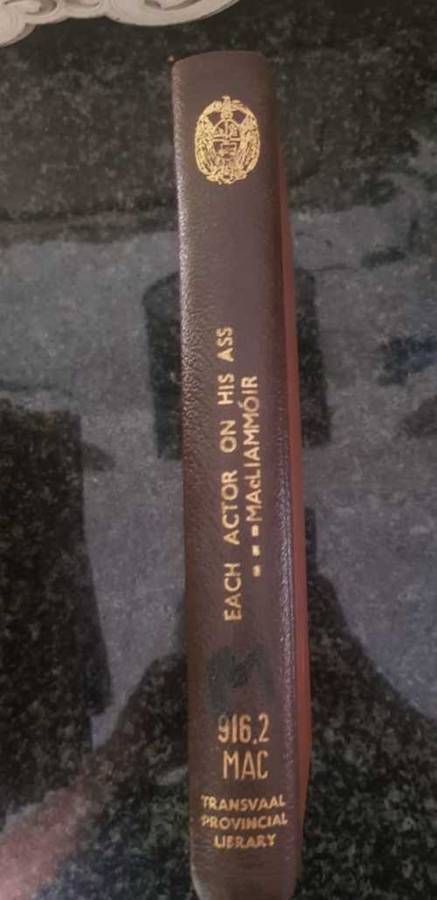 EACH ACTOR ON HIS ASS
- - - MAcLIAMMÓIR
916.2
MAC
TRANSVAAL
PROVINCIAL
LIBRARY